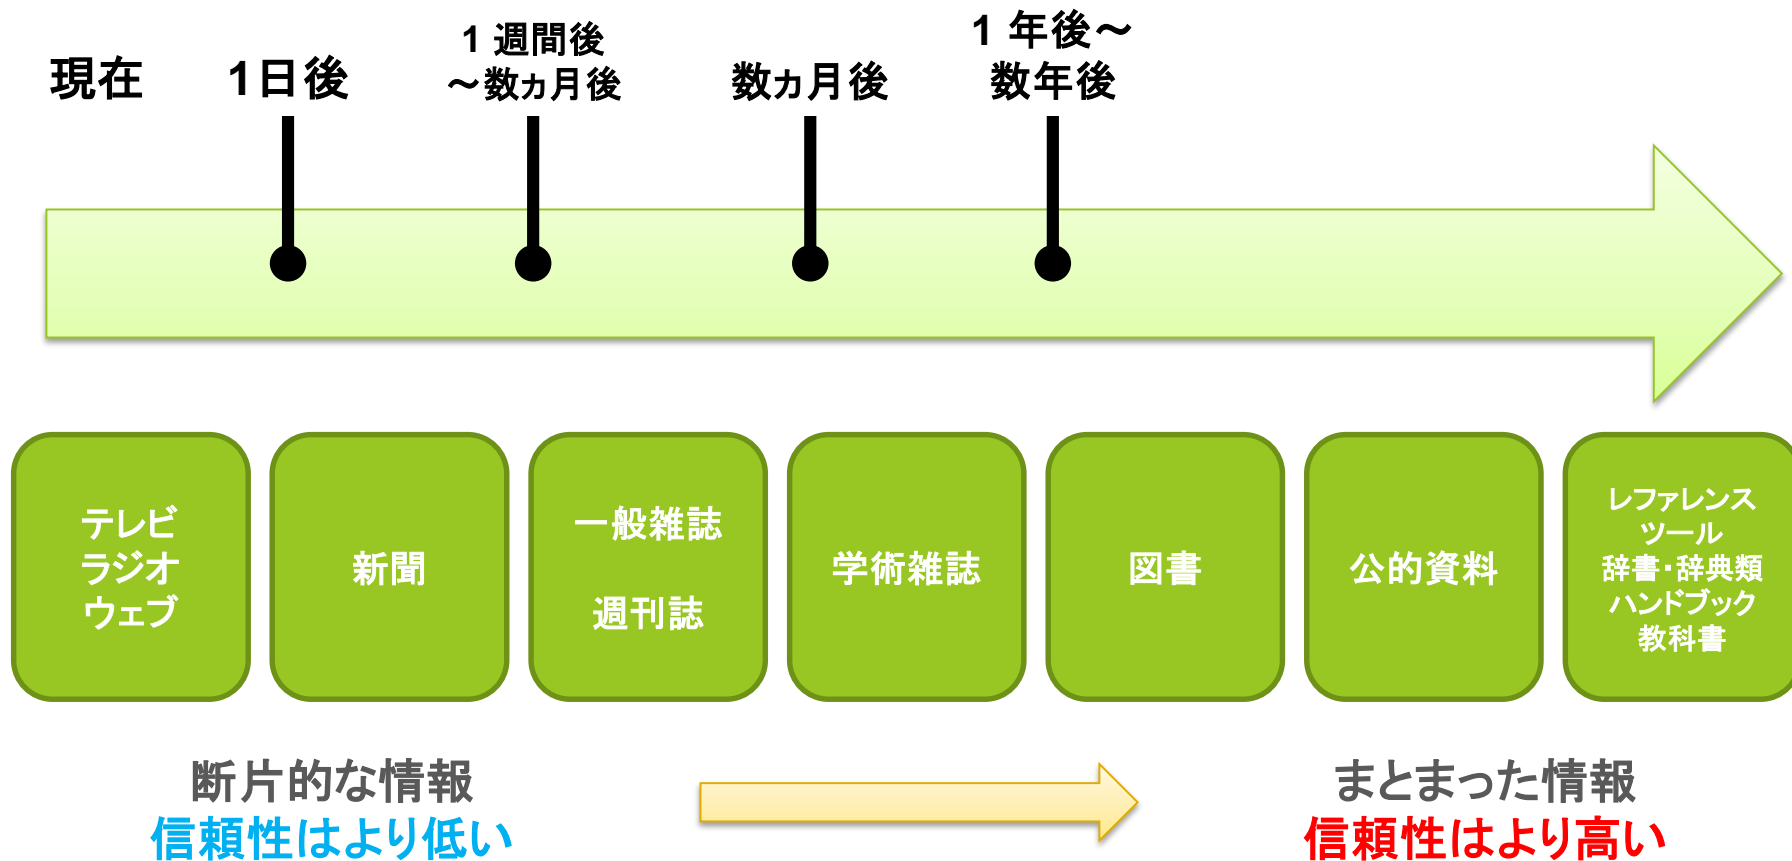 現在
1日後
1 週間後
～数ヵ月後
数ヵ月後
1 年後～
数年後
テレビ
ラジオ
ウェブ
新聞
一般雑誌
週刊誌
学術雑誌
図書
公的資料
レファレンス
ツール
辞書・辞典類
ハンドブック
教科書
断片的な情報
信頼性はより低い
まとまった情報
信頼性はより高い